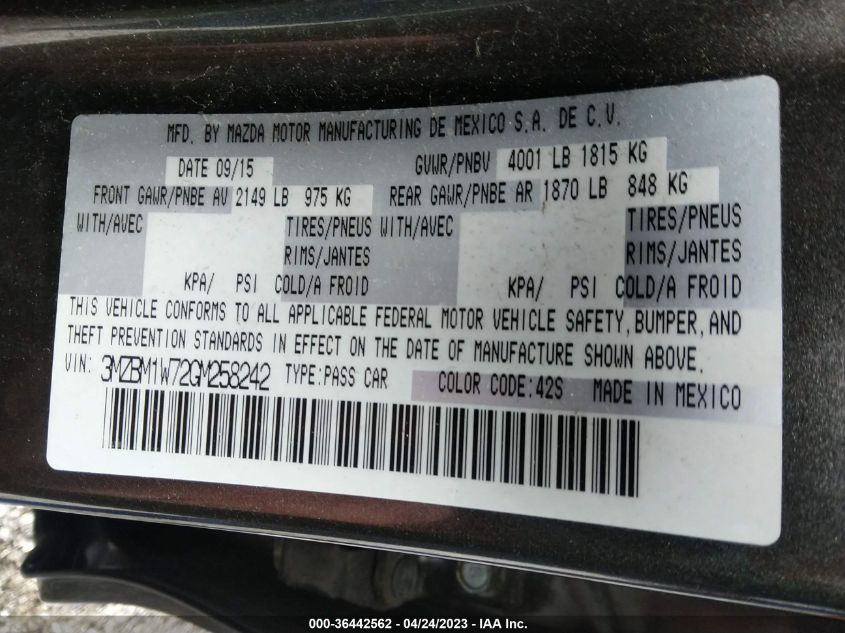 MFD. BY MAZDA MOTOR MANUFACTURING DE MEXICO S.A. DE C.V.
DATE 09/15 GVWR/PNBV 4001 LB 1815 KG
FRONT GAWR/PNBE AV 2149 LB 975 KG REAR GAWR/PNBE AR 1870 LB 848 KG
WITH/AVEC TIRES/PNEUS WITH/AVEC TIRES/PNEUS
RIMS/JANTES RIMS/JANTES
KPA/ PSI COLD/A FROID KPA/ PSI COLD/A FROID
THIS VEHICLE CONFORMS TO ALL APPLICABLE FEDERAL MOTOR VEHICLE SAFETY, BUMPER, AND
THEFT PREVENTION STANDARDS IN EFFECT ON THE DATE OF MANUFACTURE SHOWN ABOVE.
VIN: 3MZBM1W72GM258242 TYPE:PASS CAR COLOR CODE:42S MADE IN MEXICO
000-36442562 - 04/24/2023 - IAA Inc.